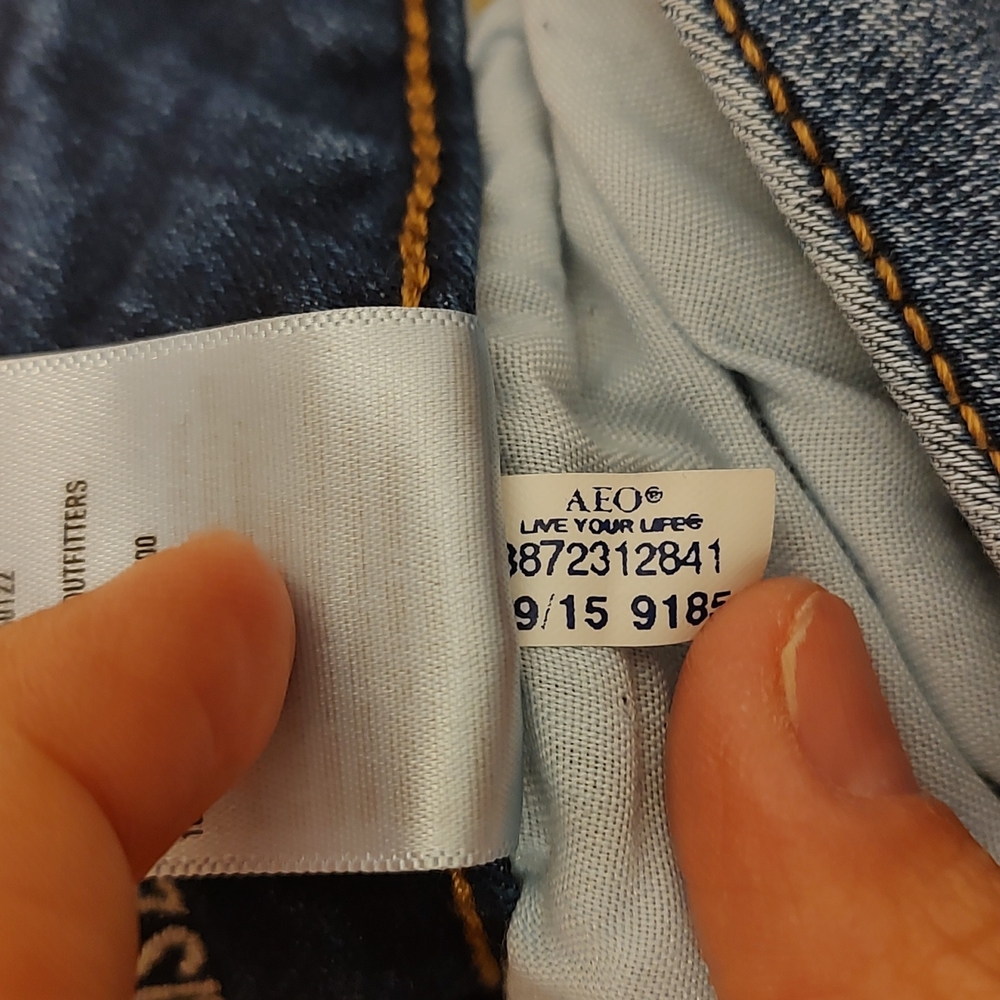 AEO®
LIVE YOUR LIFE®
3872312841
9/15 9185
OUTFITTERS